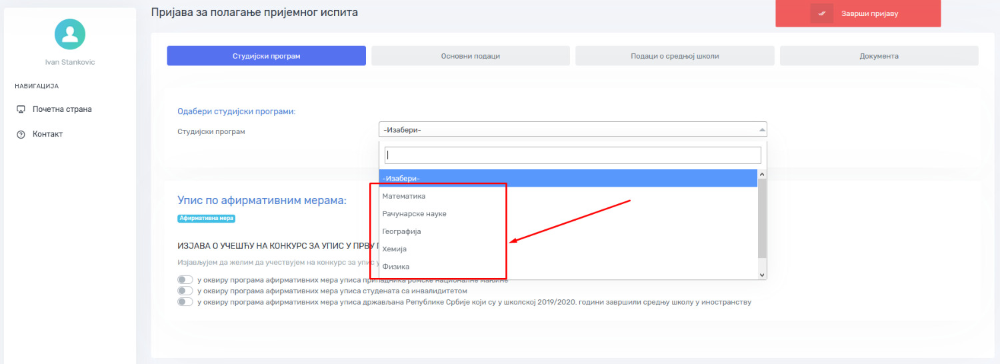 Пријава за полагање пријемног испита
Заврши пријаву
Ivan Stankovic
НАВИГАЦИЈА
Почетна страна
Контакт
Студијски програм
Основни подаци
Подаци о средњој школи
Документа
Одабери студијски програми:
Студијски програм
-Изабери-
-Изабери-
Математика
Рачунарске науке
Географија
Хемија
Физика
Упис по афирмативним мерама:
Афирмативна мера
ИЗЈАВА О УЧЕШЋУ НА КОНКУРС ЗА УПИС У ПРВУ
Изјављујем да желим да учествујем на конкурс за упис у
у оквиру програма афирмативних мера уписа припадника ромске националне мањине
у оквиру програма афирмативних мера уписа студената са инвалидитетом
у оквиру програма афирмативних мера уписа држављана Републике Србије који су у школској 2019/2020. години завршили средњу школу у иностранству